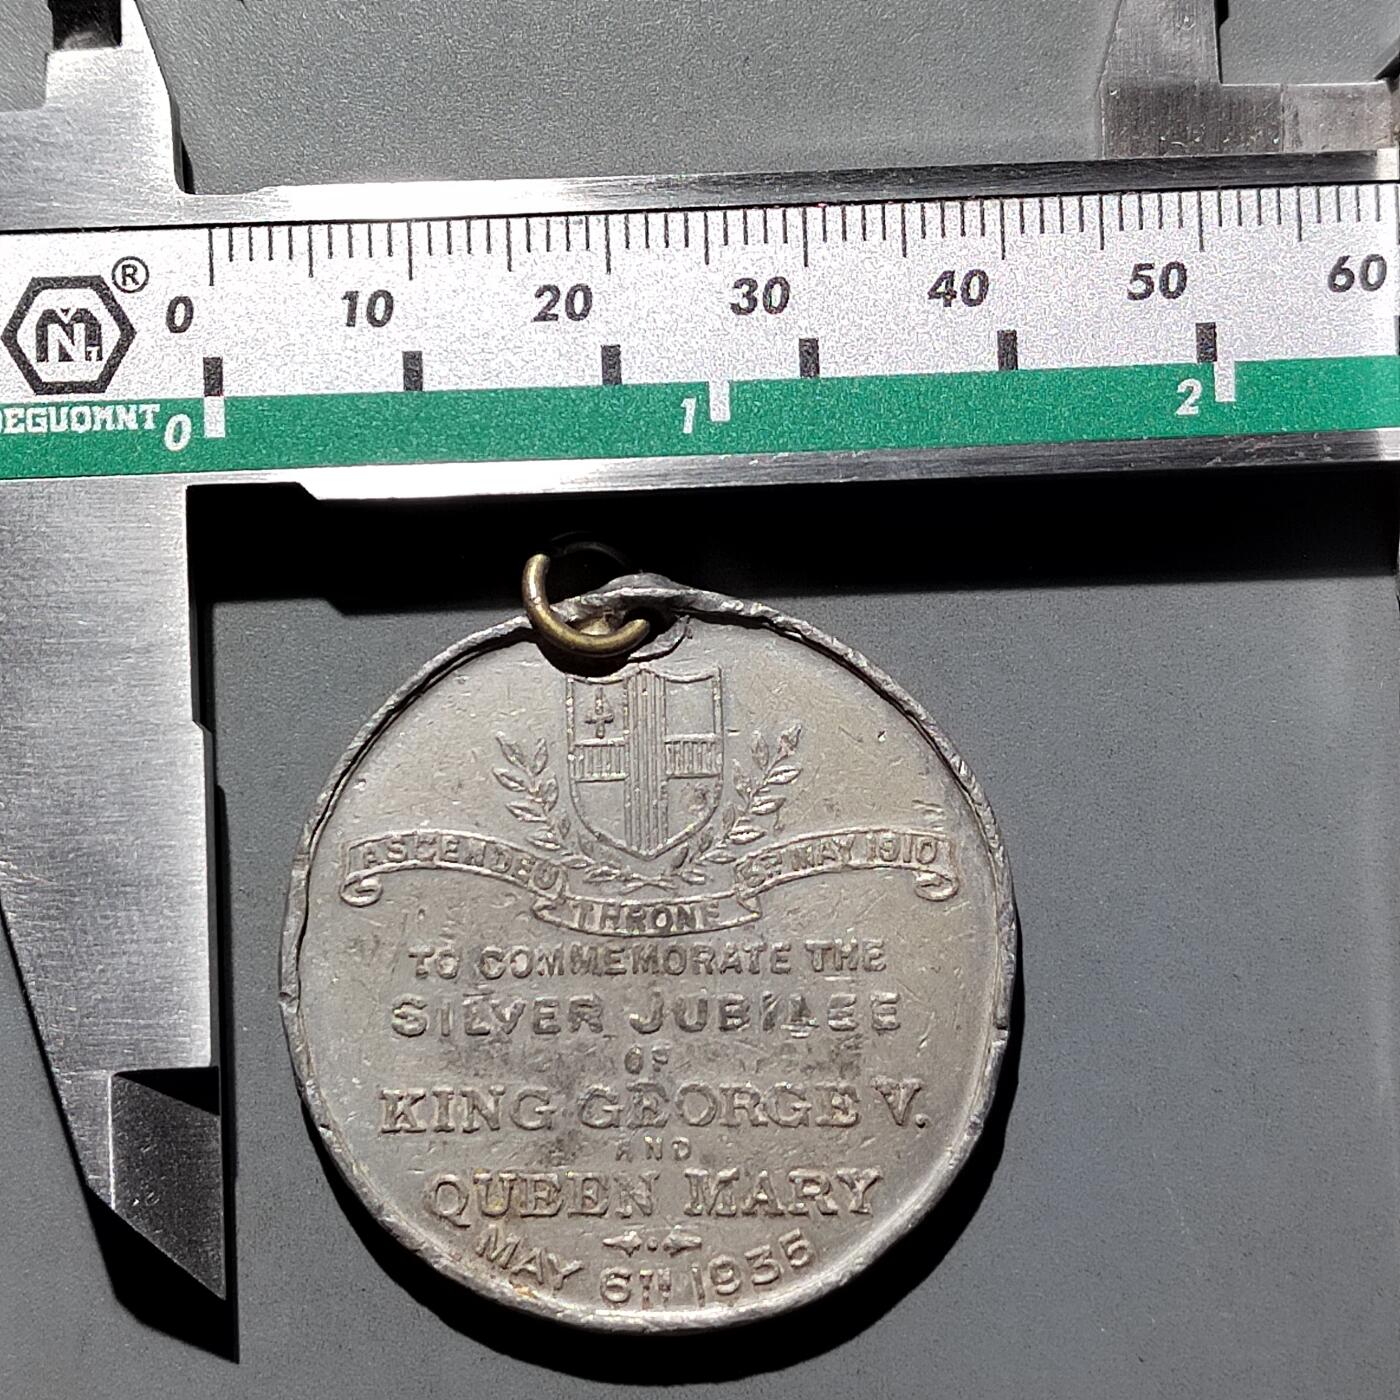 ®
0 10 20 30 40 50 60
0 1 2
ASCENDED THRONE 6TH MAY 1910
TO COMMEMORATE THE
SILVER JUBILEE
OF
KING GEORGE V.
AND
QUEEN MARY
MAY 6TH 1935